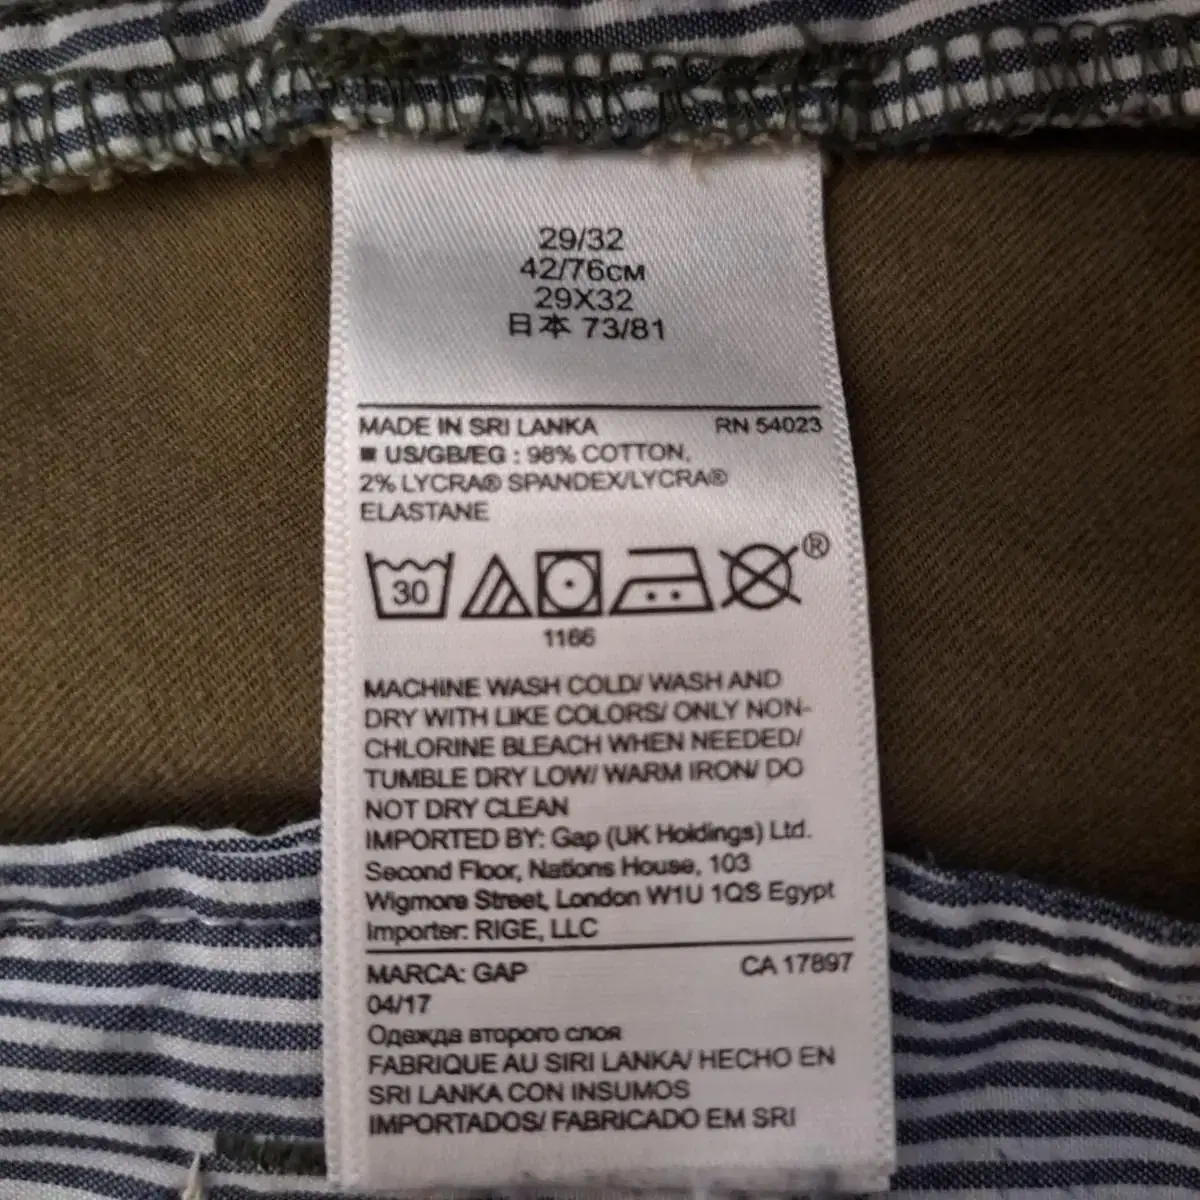 29/32
42/76см
29X32
日本 73/81
MADE IN SRI LANKA RN 54023
■ US/GB/EG : 98% COTTON,
2% LYCRA® SPANDEX/LYCRA®
ELASTANE
30
®
1166
MACHINE WASH COLD/ WASH AND
DRY WITH LIKE COLORS/ ONLY NON-
CHLORINE BLEACH WHEN NEEDED/
TUMBLE DRY LOW/ WARM IRON/ DO
NOT DRY CLEAN
IMPORTED BY: Gap (UK Holdings) Ltd.
Second Floor, Nations House, 103
Wigmore Street, London W1U 1QS Egypt
Importer: RIGE, LLC
MARCA: GAP CA 17897
04/17
Одежда второго слоя
FABRIQUE AU SIRI LANKA/ HECHO EN
SRI LANKA CON INSUMOS
IMPORTADOS/ FABRICADO EM SRI